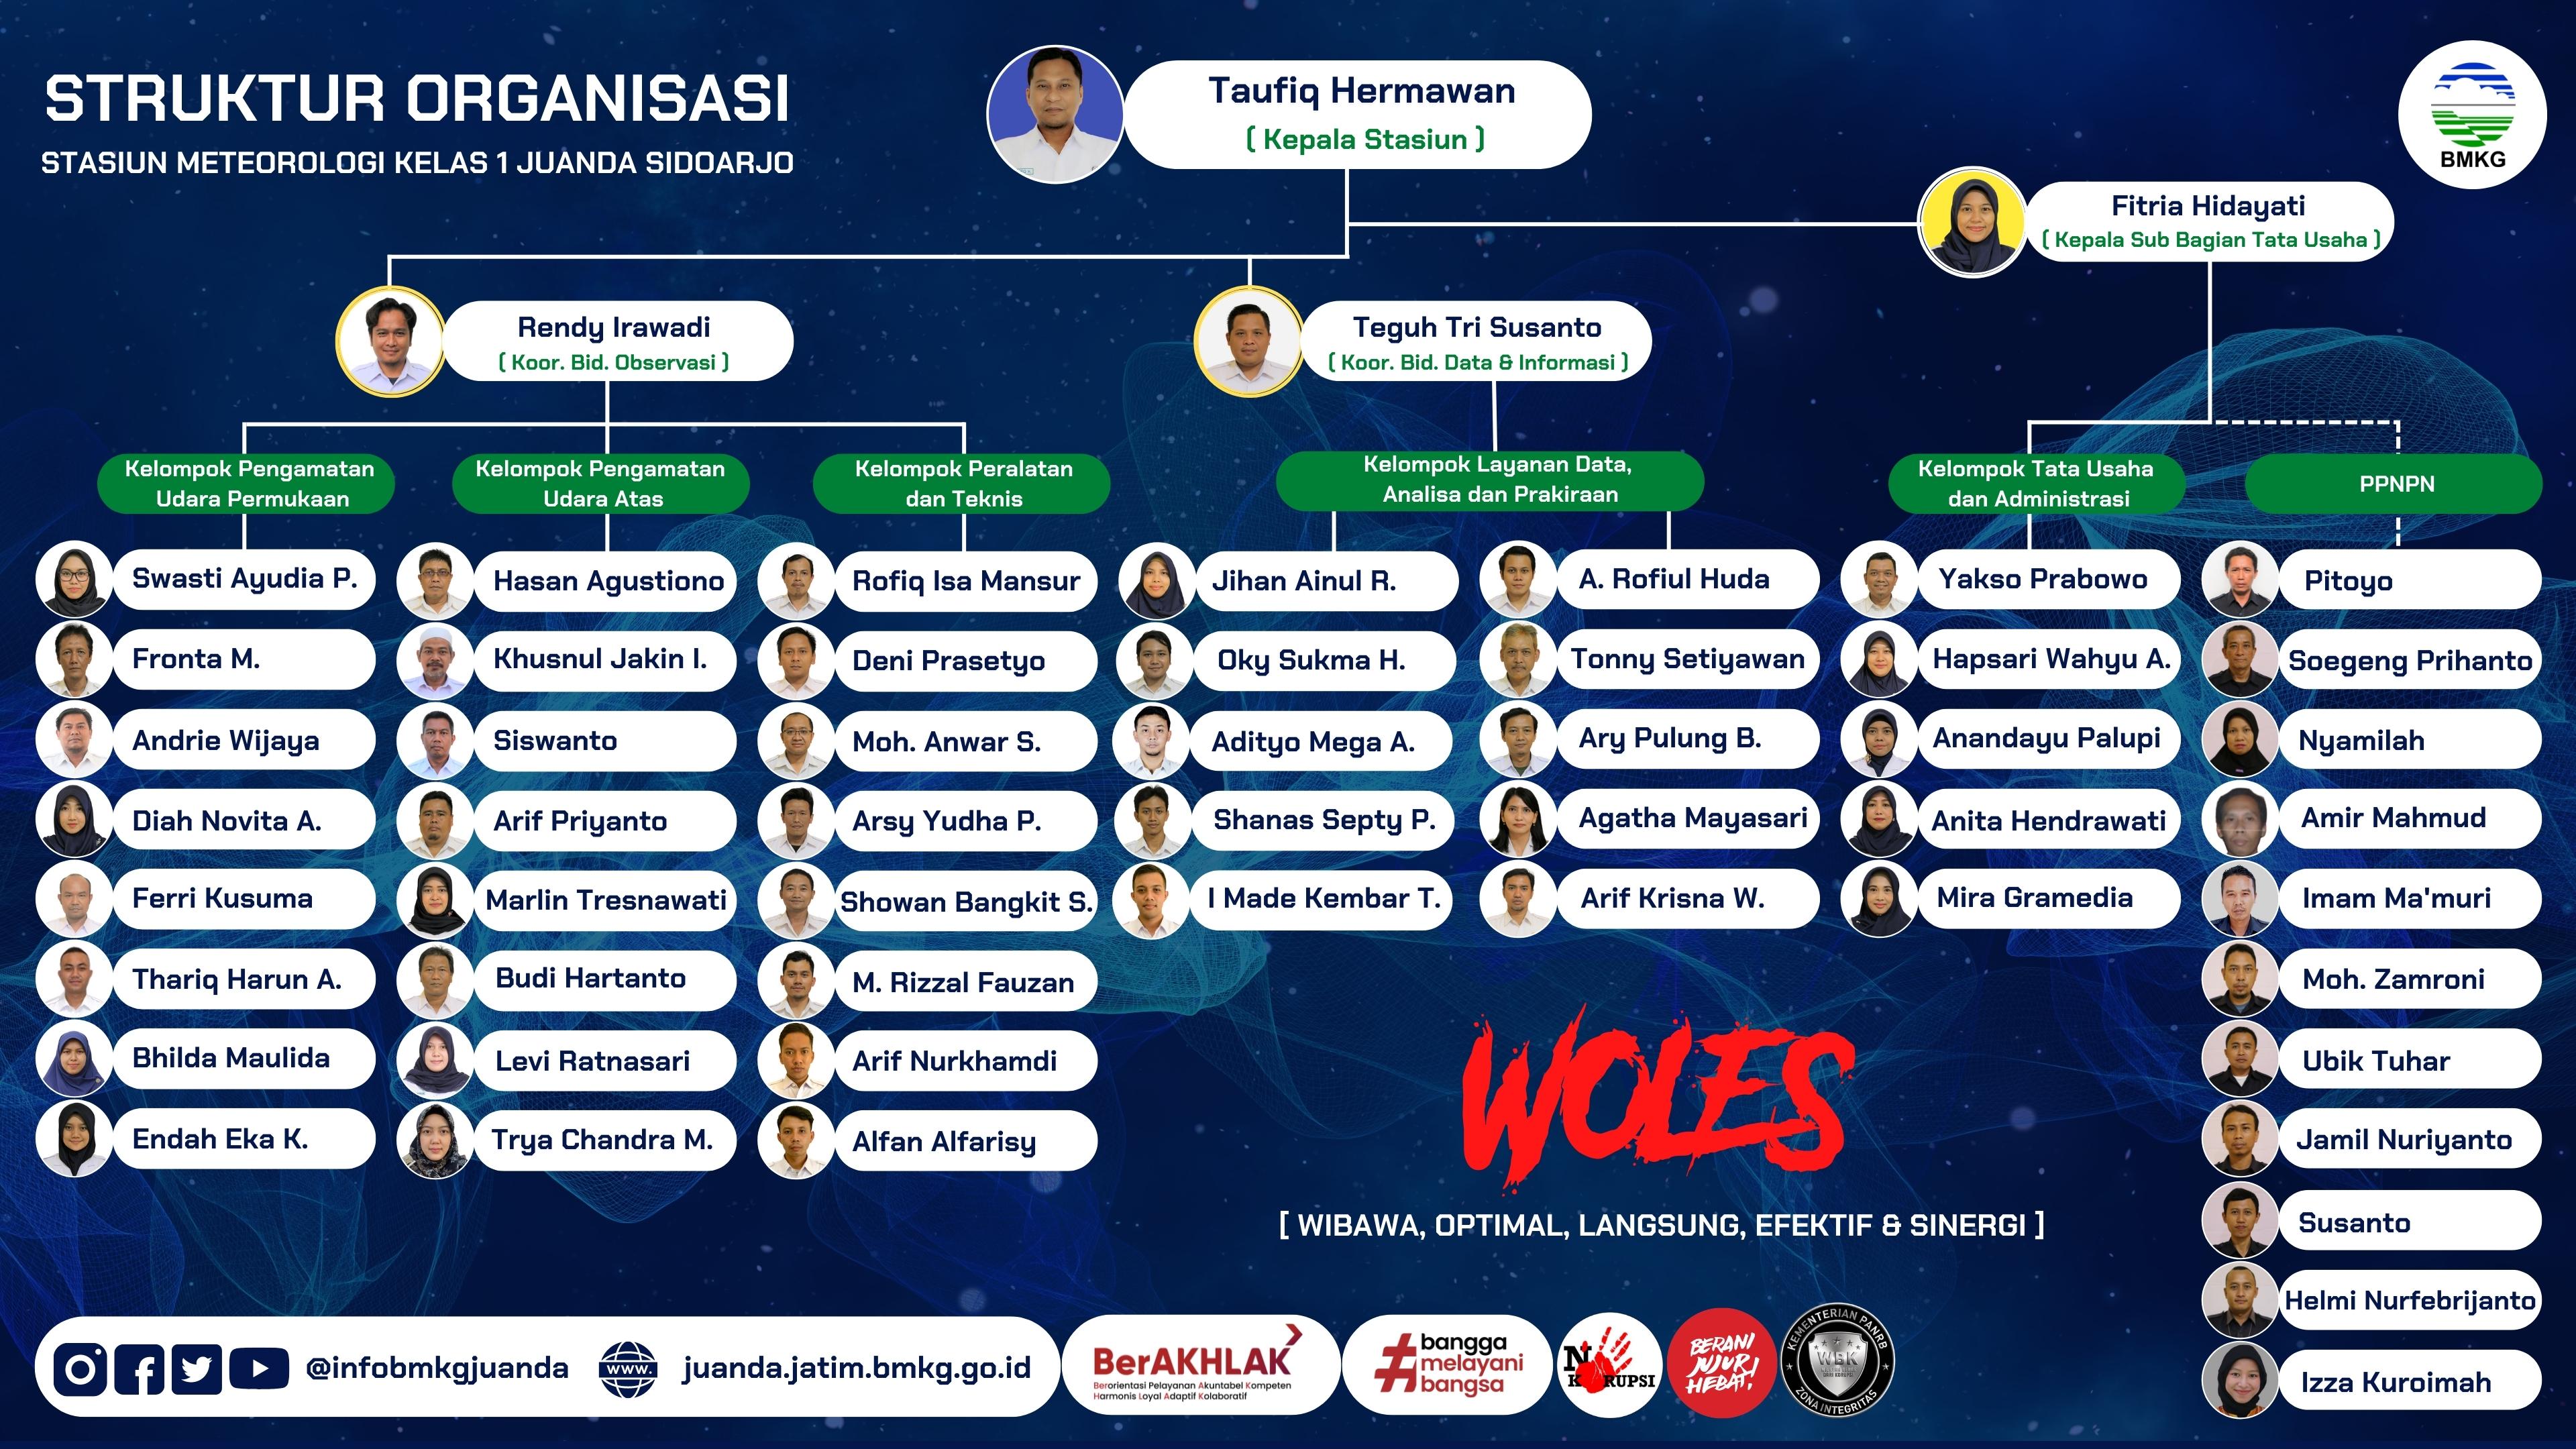 STRUKTUR ORGANISASI
STASIUN METEOROLOGI KELAS 1 JUANDA SIDOARJO
Taufiq Hermawan
( Kepala Stasiun )
BMKG
Fitria Hidayati
( Kepala Sub Bagian Tata Usaha )
Rendy Irawadi
( Koor. Bid. Observasi )
Teguh Tri Susanto
( Koor. Bid. Data & Informasi )
Kelompok Pengamatan
Udara Permukaan
Swasti Ayudia P.
Fronta M.
Andrie Wijaya
Diah Novita A.
Ferri Kusuma
Thariq Harun A.
Bhilda Maulida
Endah Eka K.
Kelompok Pengamatan
Udara Atas
Hasan Agustiono
Khusnul Jakin I.
Siswanto
Arif Priyanto
Marlin Tresnawati
Budi Hartanto
Levi Ratnasari
Trya Chandra M.
Kelompok Peralatan
dan Teknis
Rofiq Isa Mansur
Deni Prasetyo
Moh. Anwar S.
Arsy Yudha P.
Showan Bangkit S.
M. Rizzal Fauzan
Arif Nurkhamdi
Alfan Alfarisy
Kelompok Layanan Data,
Analisa dan Prakiraan
Jihan Ainul R.
Oky Sukma H.
Adityo Mega A.
Shanas Septy P.
I Made Kembar T.
A. Rofiul Huda
Tonny Setiyawan
Ary Pulung B.
Agatha Mayasari
Arif Krisna W.
Kelompok Tata Usaha
dan Administrasi
Yakso Prabowo
Hapsari Wahyu A.
Anandayu Palupi
Anita Hendrawati
Mira Gramedia
PPNPN
Pitoyo
Soegeng Prihanto
Nyamilah
Amir Mahmud
Imam Ma'muri
Moh. Zamroni
Ubik Tuhar
Jamil Nuriyanto
Susanto
Helmi Nurfebrijanto
Izza Kuroimah
WOLES
[ WIBAWA, OPTIMAL, LANGSUNG, EFEKTIF & SINERGI ]
@infobmkgjuanda
www.
juanda.jatim.bmkg.go.id
BerAKHLAK
Berorientasi Pelayanan Akuntabel Kompeten
Harmonis Loyal Adaptif Kolaboratif
#bangga
melayani
bangsa
NO KORUPSI
BERANI
JUJUR
HEBAT!
KEMENTERIAN PANRB
WBK
ZONA INTEGRITAS